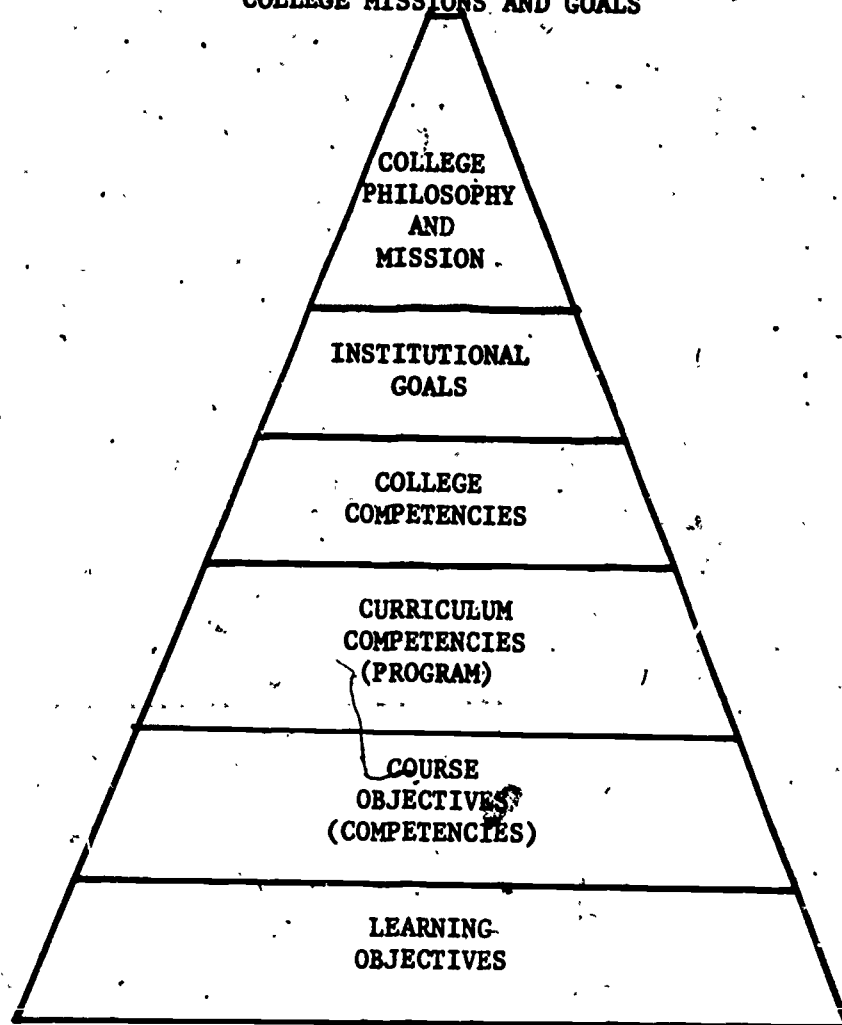 COLLEGE MISSIONS AND GOALS
COLLEGE
PHILOSOPHY
AND
MISSION
INSTITUTIONAL
GOALS
COLLEGE
COMPETENCIES
CURRICULUM
COMPETENCIES
(PROGRAM)
COURSE
OBJECTIVES
(COMPETENCIES)
LEARNING
OBJECTIVES